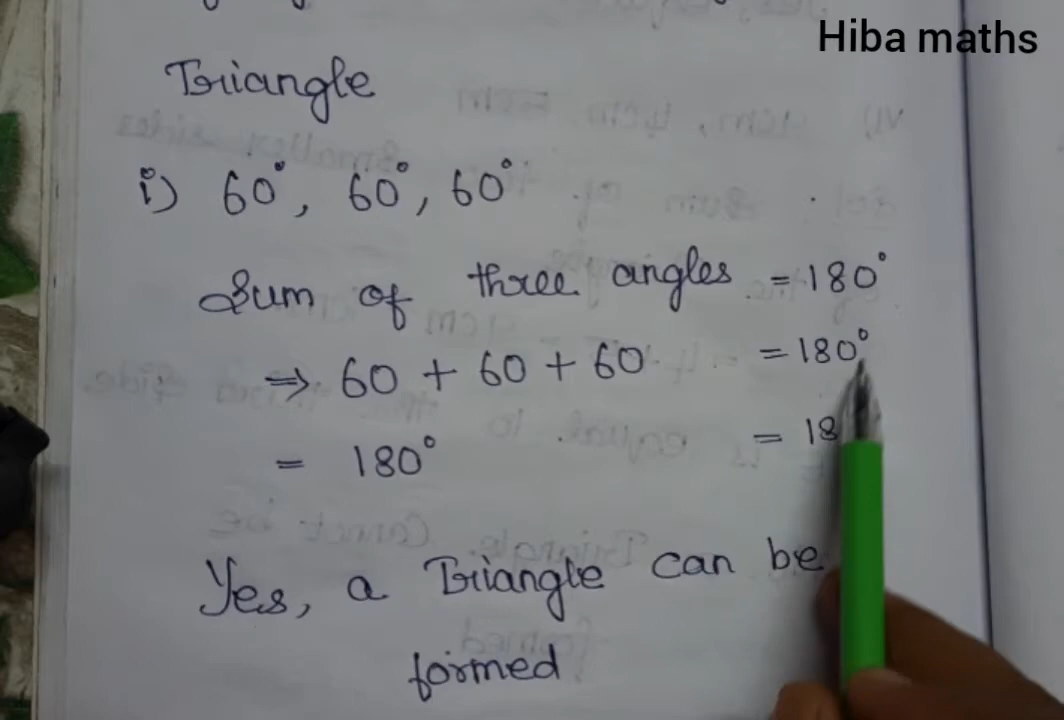 Hiba maths
Triangle
i) 60°, 60°, 60°
Sum of three angles = 180°
⇒ 60 + 60 + 60 = 180°
= 180° = 18
Yes, a Triangle can be
formed